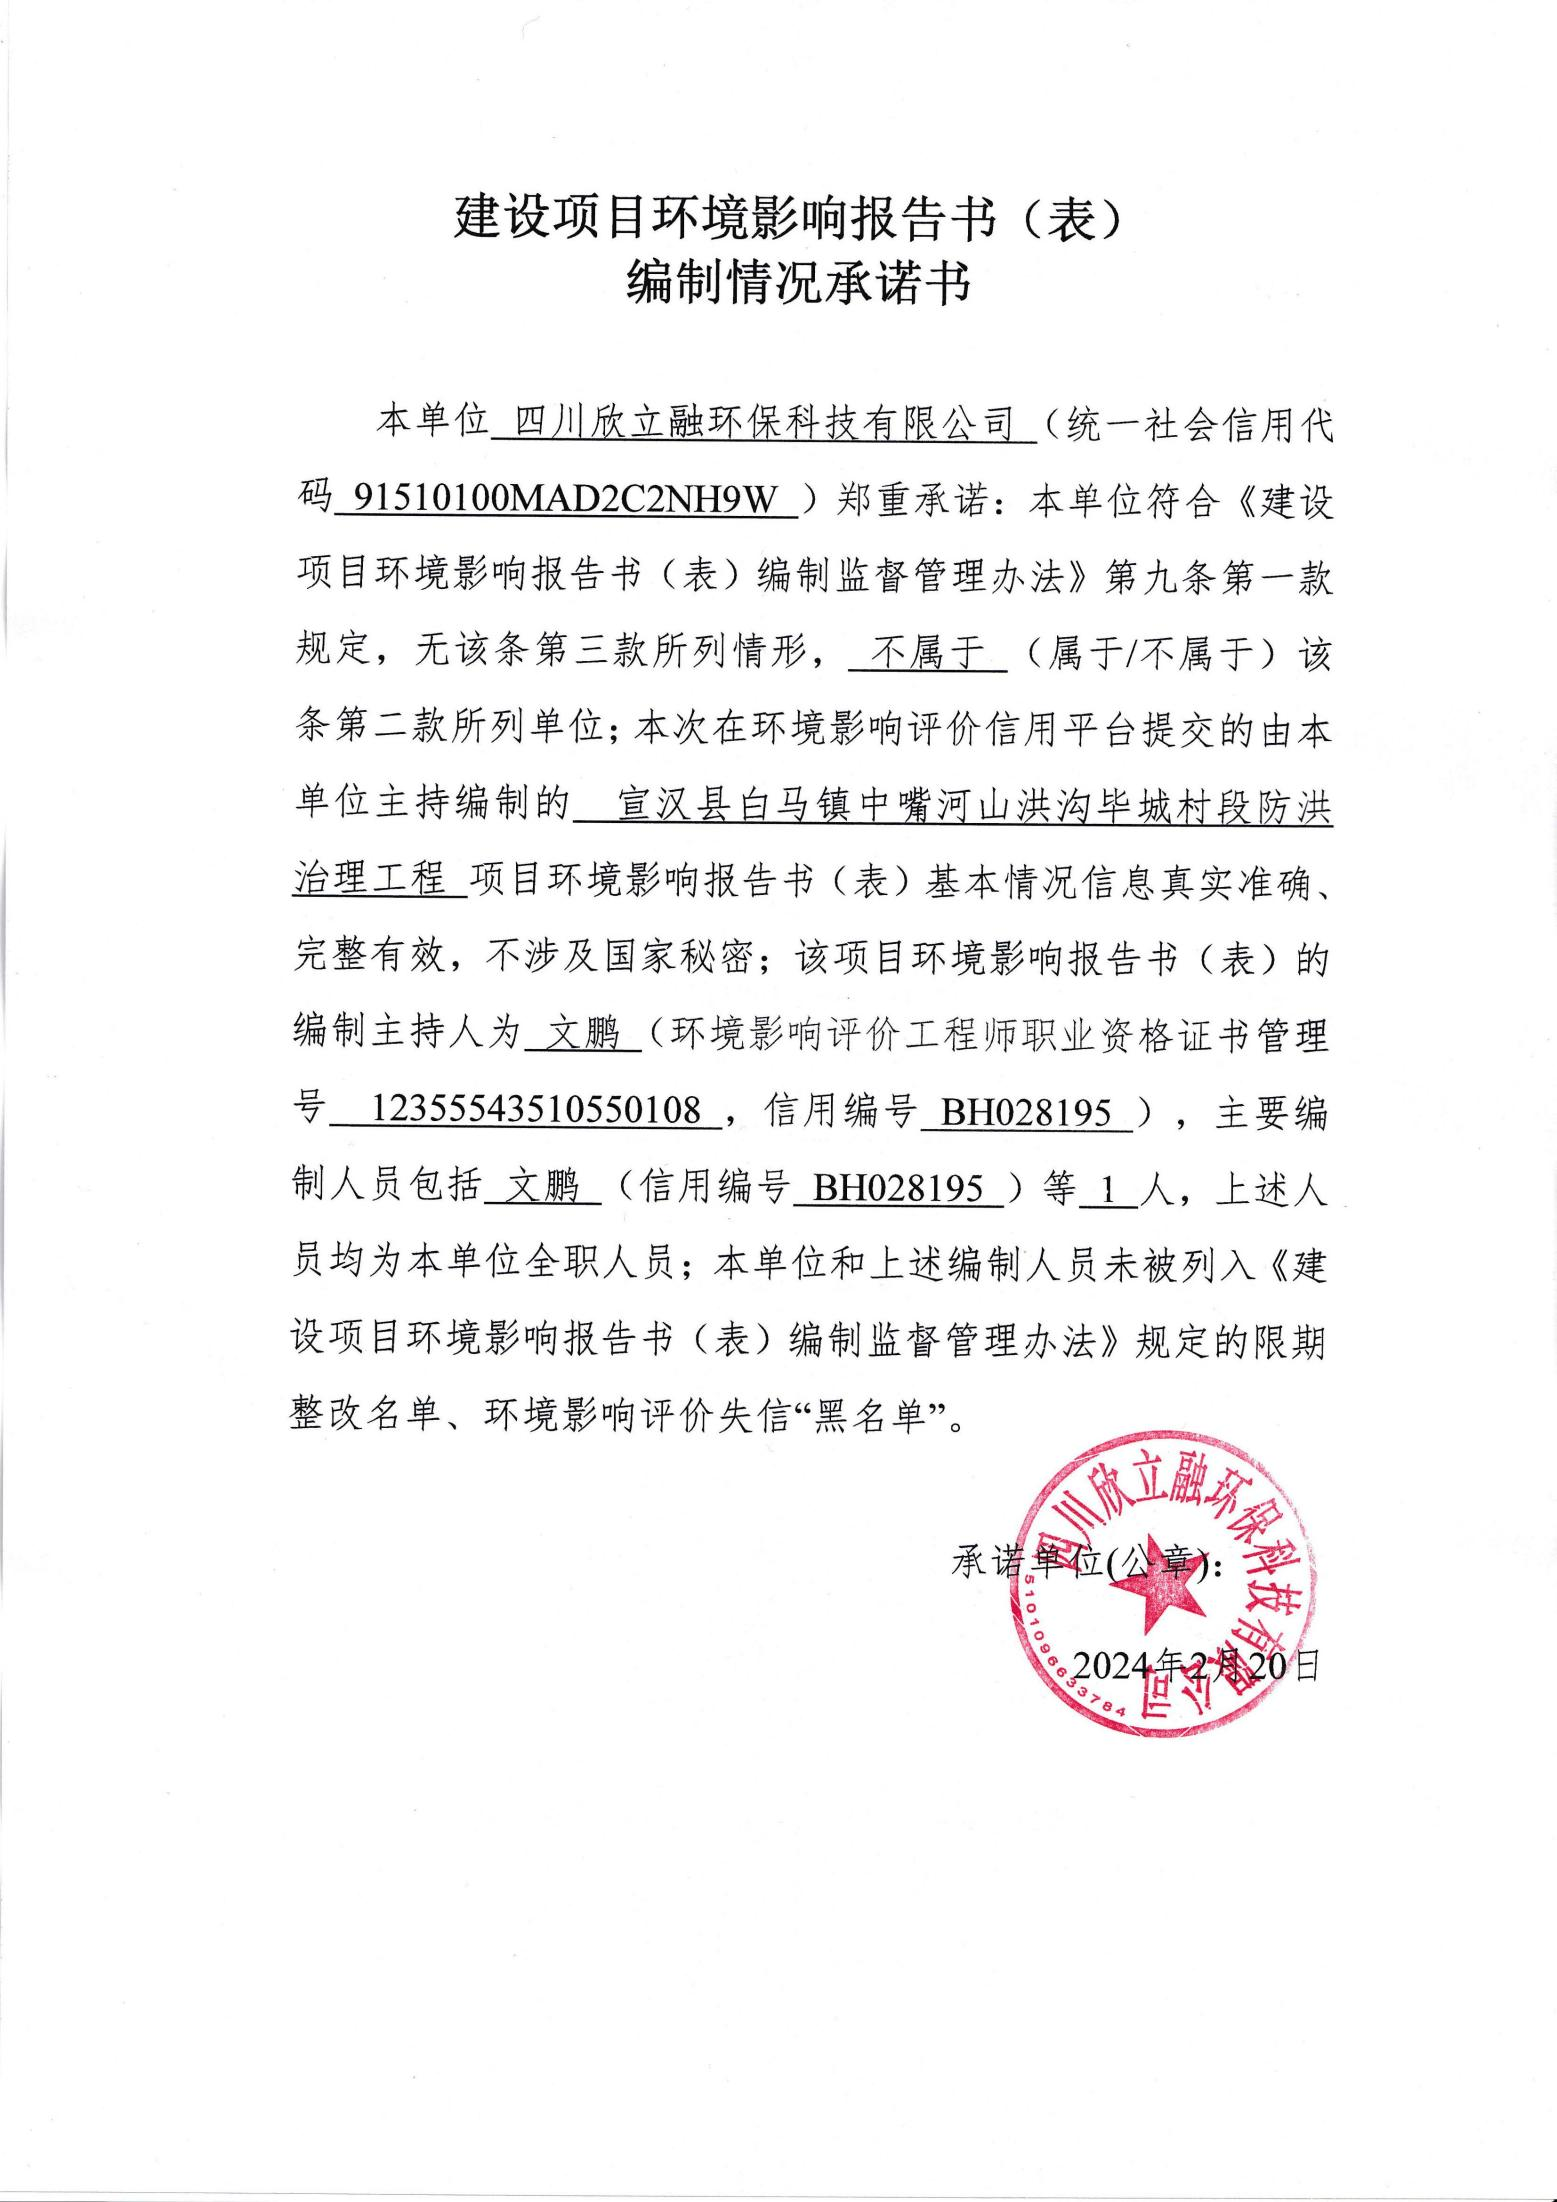 建设项目环境影响报告书（表）
编制情况承诺书
本单位 四川欣立融环保科技有限公司 （统一社会信用代
码 91510100MAD2C2NH9W ）郑重承诺：本单位符合《建设
项目环境影响报告书（表）编制监督管理办法》第九条第一款
规定，无该条第三款所列情形， 不属于 （属于/不属于）该
条第二款所列单位；本次在环境影响评价信用平台提交的由本
单位主持编制的 宣汉县白马镇中嘴河山洪沟毕城村段防洪
治理工程 项目环境影响报告书（表）基本情况信息真实准确、
完整有效，不涉及国家秘密；该项目环境影响报告书（表）的
编制主持人为 文鹏 （环境影响评价工程师职业资格证书管理
号 12355543510550108 ，信用编号 BH028195 ），主要编
制人员包括 文鹏 （信用编号 BH028195 ）等 1 人，上述人
员均为本单位全职人员；本单位和上述编制人员未被列入《建
设项目环境影响报告书（表）编制监督管理办法》规定的限期
整改名单、环境影响评价失信“黑名单”。
承诺单位(公章)：
2024年2月20日
四川欣立融环保科技有限公司
5101096633784